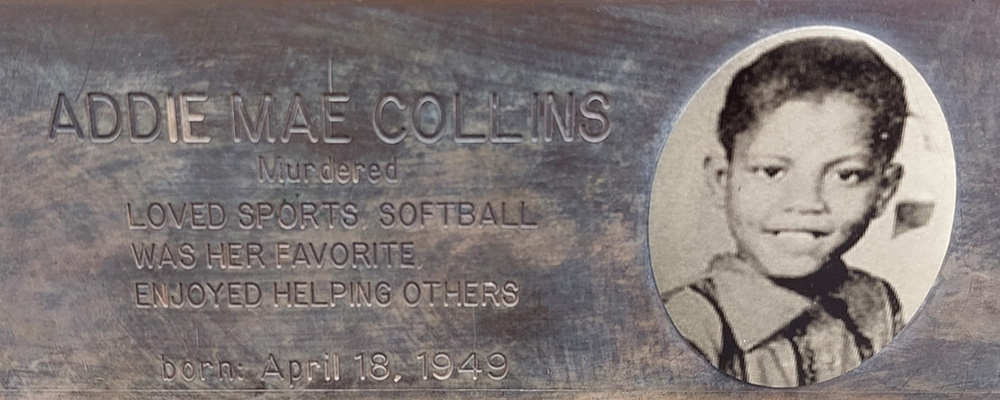 ADDIE MAE COLLINS
Murdered
LOVED SPORTS, SOFTBALL
WAS HER FAVORITE,
ENJOYED HELPING OTHERS
born: April 18, 1949